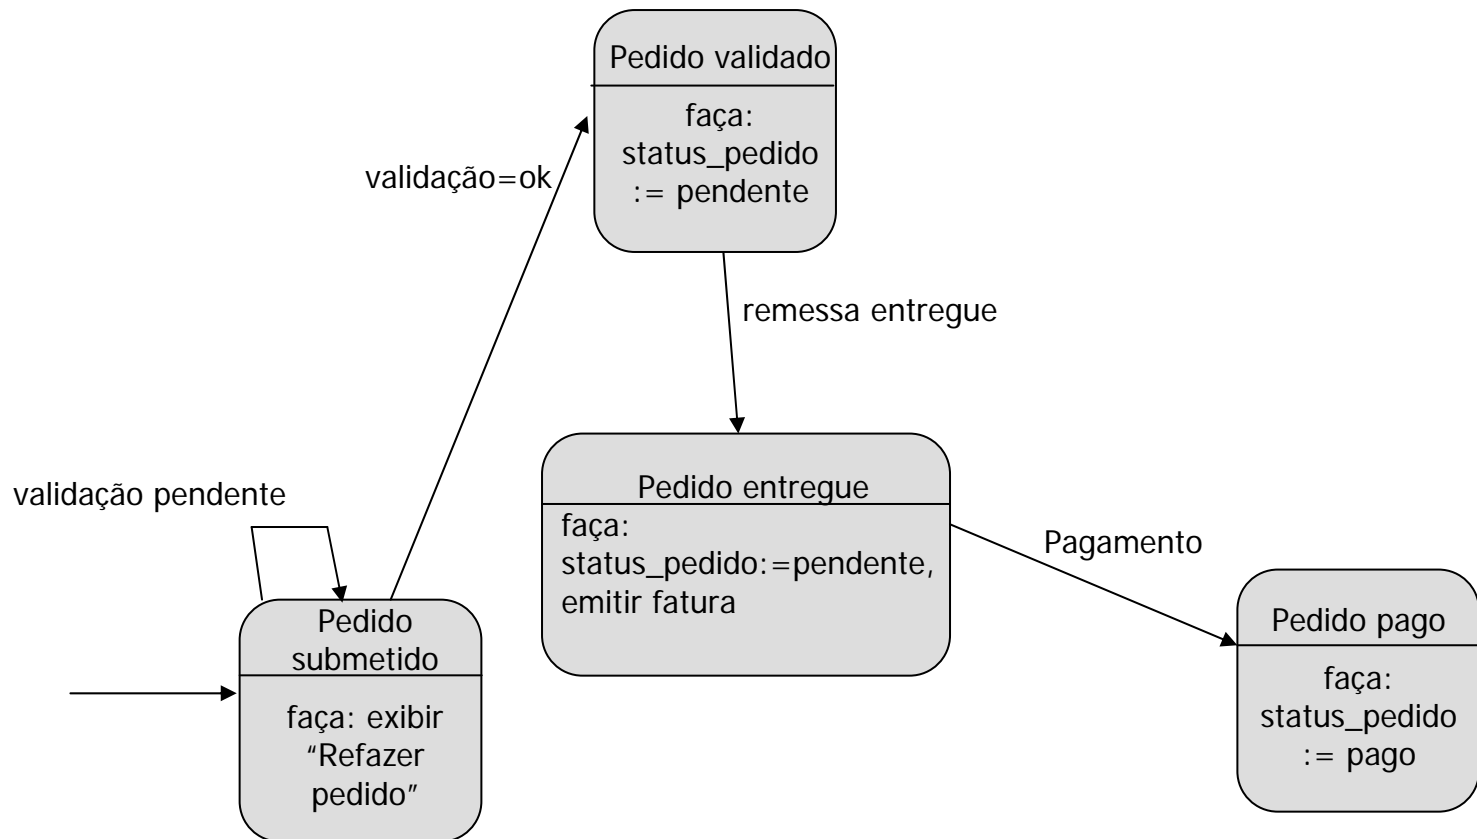 Pedido validado
faça:
status_pedido
:= pendente
validação=ok
remessa entregue
validação pendente
Pedido entregue
faça:
status_pedido:=pendente,
emitir fatura
Pagamento
Pedido
submetido
faça: exibir
“Refazer
pedido”
Pedido pago
faça:
status_pedido
:= pago